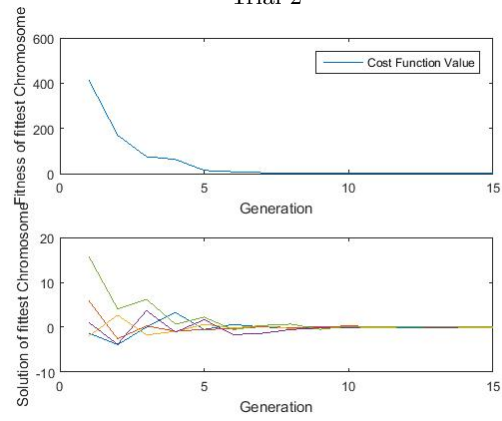 Trial 2
Fitness of fittest Chromosome
600
400
200
0
Cost Function Value
0
5
10
15
Generation
Solution of fittest Chromosome
20
10
0
-10
0
5
10
15
Generation